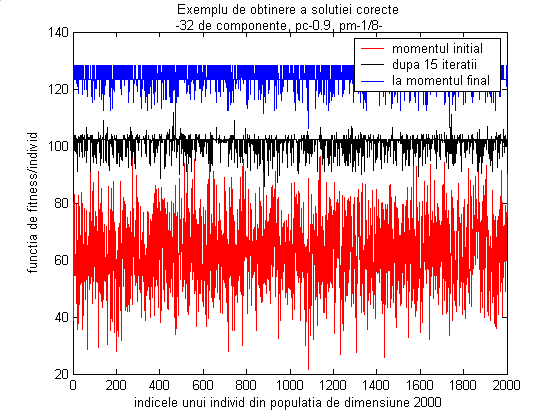 Exemplu de obtinere a solutiei corecte
-32 de componente, pc-0.9, pm-1/8-
140
120
100
80
60
40
20
functia de fitness/individ
momentul initial
dupa 15 iteratii
la momentul final
0 200 400 600 800 1000 1200 1400 1600 1800 2000
indicele unui individ din populatia de dimensiune 2000